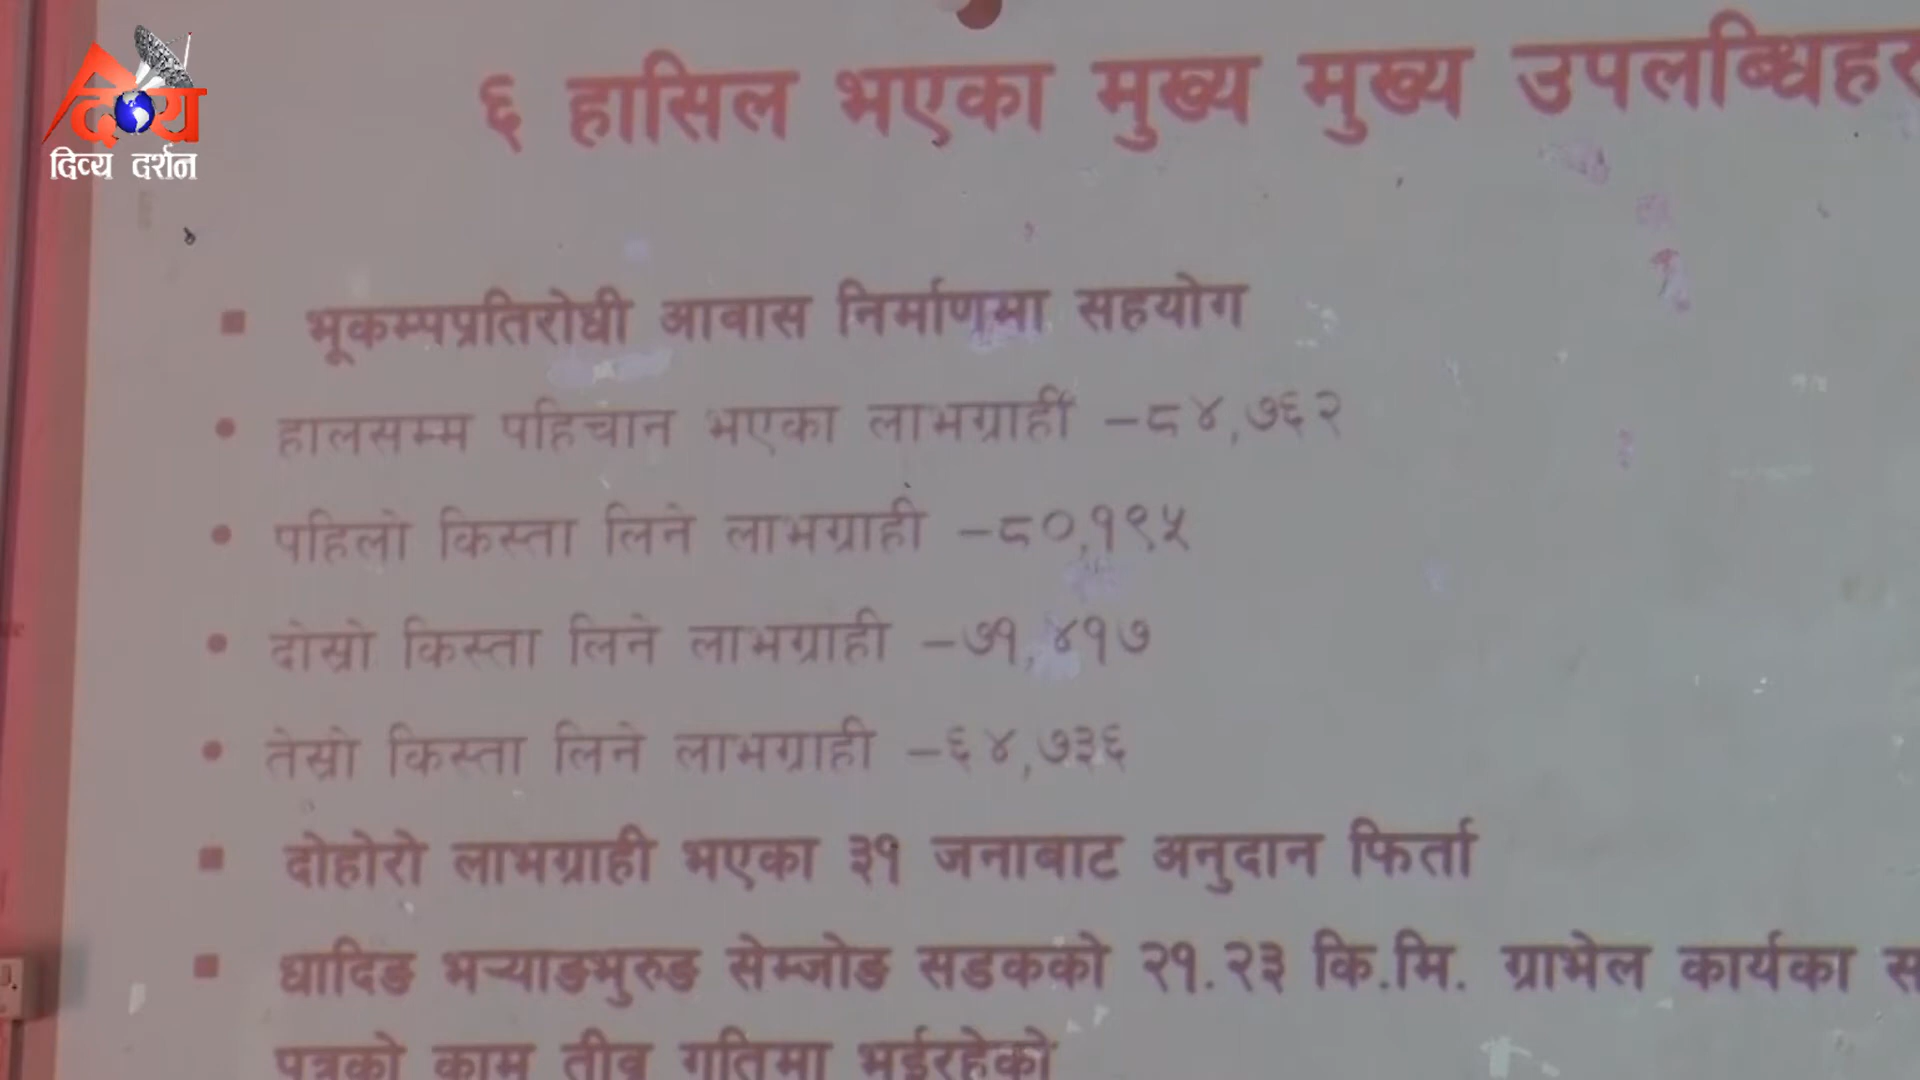 दिव्य
दिव्य दर्शन
६ हासिल भएका मुख्य मुख्य उपलब्धिहरु
▪ भूकम्पप्रतिरोधी आवास निर्माणमा सहयोग
• हालसम्म पहिचान भएका लाभग्राही –८४,७६२
• पहिलो किस्ता लिने लाभग्राही –८०,१९५
• दोस्रो किस्ता लिने लाभग्राही –७१,४१७
• तेस्रो किस्ता लिने लाभग्राही –६४,७३६
▪ दोहोरो लाभग्राही भएका ३१ जनाबाट अनुदान फिर्ता
▪ धादिङ भर्‍याङभुरुङ सेम्जोङ सडकको २१.२३ कि.मि. ग्राभेल कार्यका
पत्रको काम तीव्र गतिमा भईरहेको